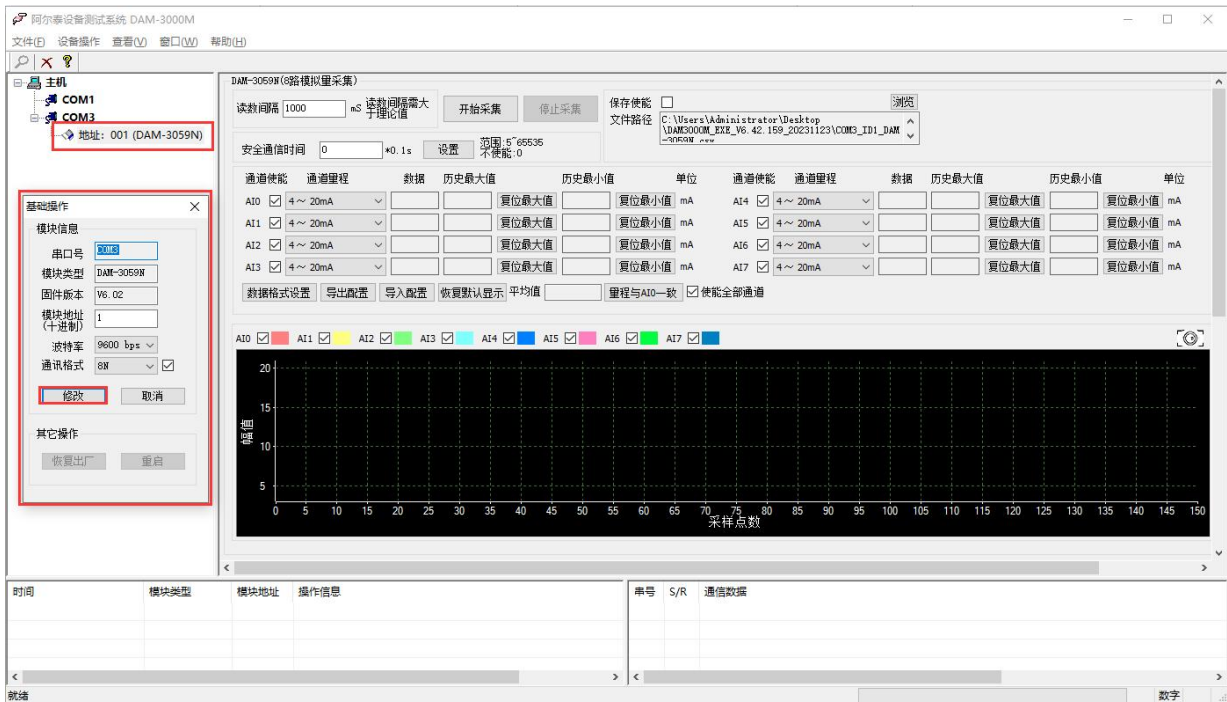 阿尔泰设备测试系统 DAM-3000M
文件(F) 设备操作 查看(V) 窗口(W) 帮助(H)
主机
COM1
COM3
地址: 001 (DAM-3059N)
基础操作
模块信息
串口号 COM3
模块类型 DAM-3059N
固件版本 V6.02
模块地址(十进制) 1
波特率 9600 bps
通讯格式 8N
修改 取消
其它操作
恢复出厂 重启
DAM-3059N(8路模拟量采集)
读数间隔 1000 mS 读数间隔需大于理论值 开始采集 停止采集
保存使能 浏览
文件路径 C:\Users\Administrator\Desktop
\DAM3000M_EXE_V6.42.159_20231123\COM3_ID1_DAM
-3059N.csv
安全通信时间 0 *0.1s 设置 范围:5~65535 不使能:0
通道使能 通道里程 数据 历史最大值 历史最小值 单位 通道使能 通道里程 数据 历史最大值 历史最小值 单位
AI0 4～ 20mA 复位最大值 复位最小值 mA AI4 4～ 20mA 复位最大值 复位最小值 mA
AI1 4～ 20mA 复位最大值 复位最小值 mA AI5 4～ 20mA 复位最大值 复位最小值 mA
AI2 4～ 20mA 复位最大值 复位最小值 mA AI6 4～ 20mA 复位最大值 复位最小值 mA
AI3 4～ 20mA 复位最大值 复位最小值 mA AI7 4～ 20mA 复位最大值 复位最小值 mA
数据格式设置 导出配置 导入配置 恢复默认显示 平均值 量程与AI0一致 使能全部通道
AI0 AI1 AI2 AI3 AI4 AI5 AI6 AI7
20
15
10
5
幅值
0 5 10 15 20 25 30 35 40 45 50 55 60 65 70 75 80 85 90 95 100 105 110 115 120 125 130 135 140 145 150
采样点数
时间 模块类型 模块地址 操作信息 串号 S/R 通信数据
就绪 数字